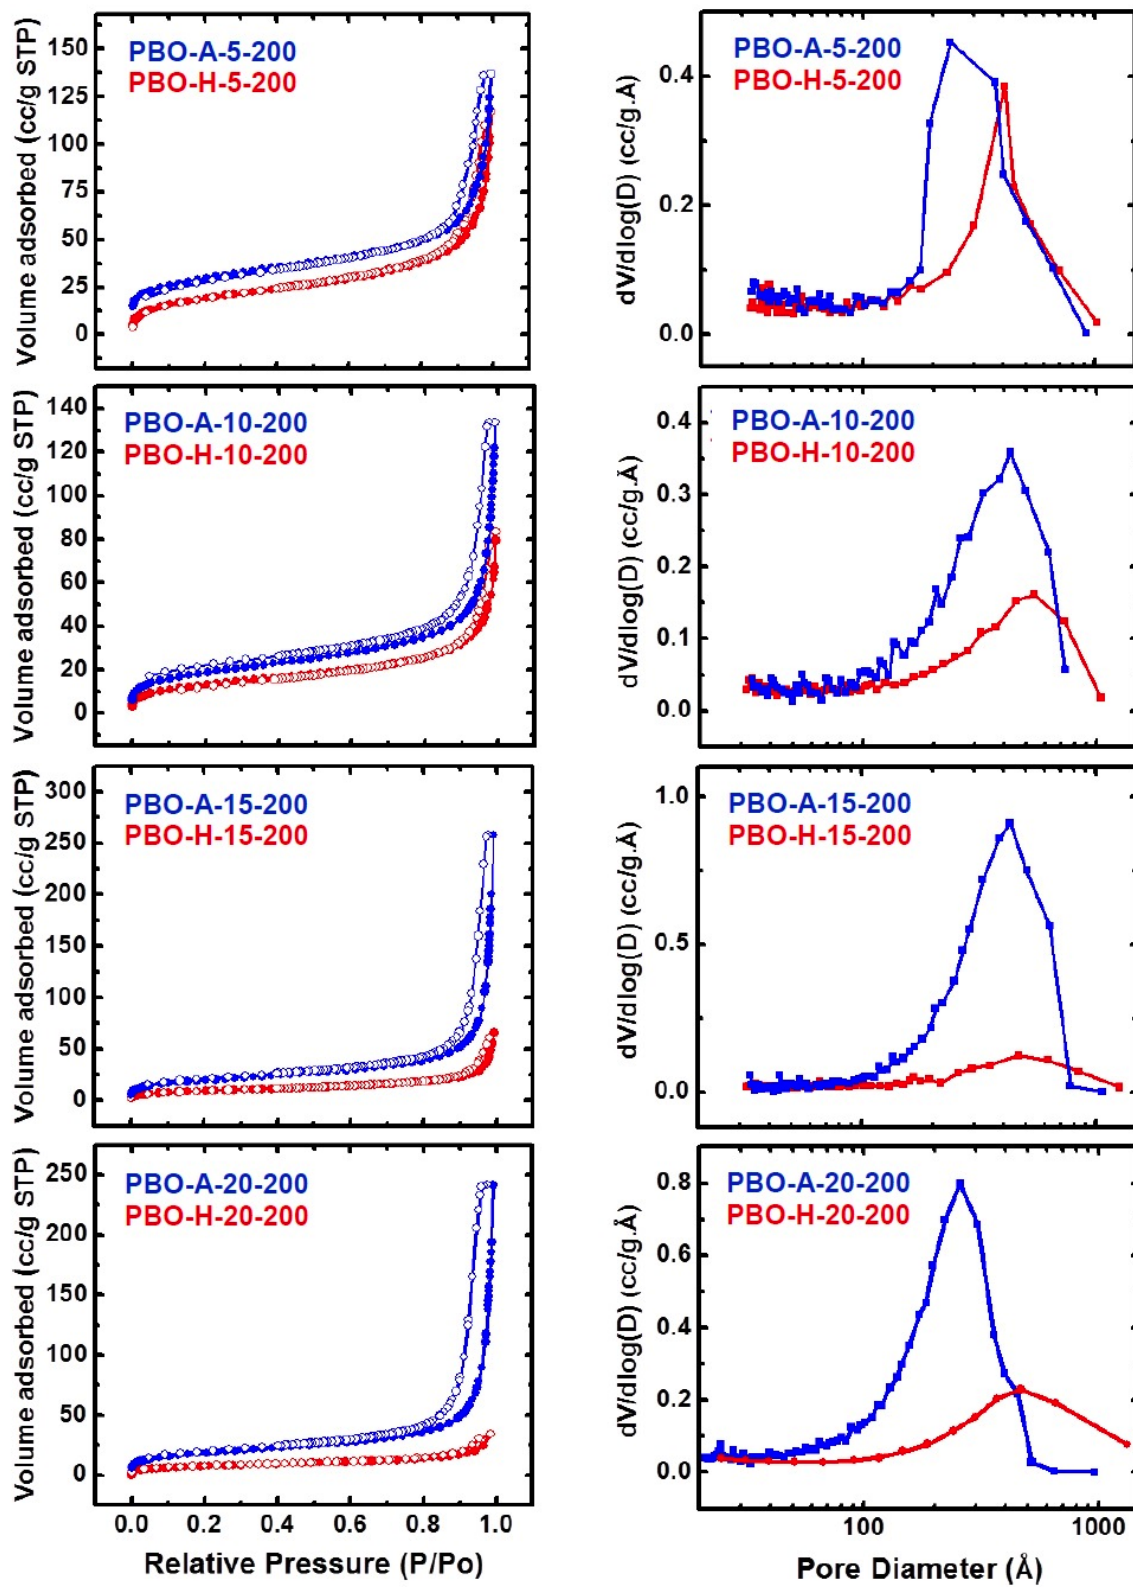 PBO-A-5-200
PBO-H-5-200
Volume adsorbed (cc/g STP)
150
125
100
75
50
25
0
PBO-A-5-200
PBO-H-5-200
dV/dlog(D) (cc/g.Å)
0.4
0.2
0.0
PBO-A-10-200
PBO-H-10-200
Volume adsorbed (cc/g STP)
140
120
100
80
60
40
20
0
PBO-A-10-200
PBO-H-10-200
dV/dlog(D) (cc/g.Å)
0.4
0.3
0.2
0.1
0.0
PBO-A-15-200
PBO-H-15-200
Volume adsorbed (cc/g STP)
300
250
200
150
100
50
0
PBO-A-15-200
PBO-H-15-200
dV/dlog(D) (cc/g.Å)
1.0
0.5
0.0
PBO-A-20-200
PBO-H-20-200
Volume adsorbed (cc/g STP)
250
200
150
100
50
0
0.0 0.2 0.4 0.6 0.8 1.0
Relative Pressure (P/Po)
PBO-A-20-200
PBO-H-20-200
dV/dlog(D) (cc/g.Å)
0.8
0.6
0.4
0.2
0.0
100 1000
Pore Diameter (Å)